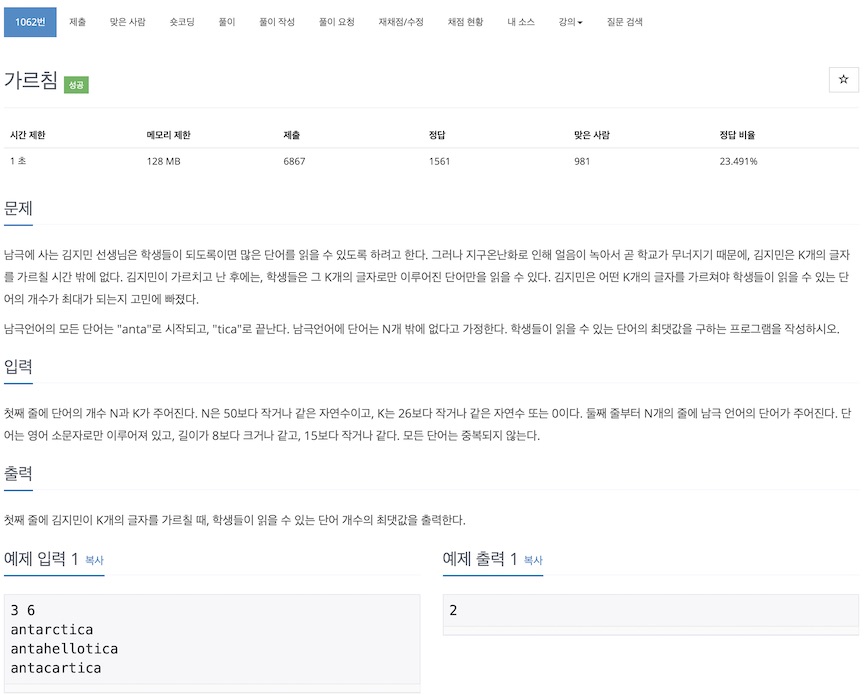 1062번 제출 맞은 사람 숏코딩 풀이 풀이 작성 풀이 요청 재채점/수정 채점 현황 내 소스 강의 질문 검색
가르침 성공
시간 제한 메모리 제한 제출 정답 맞은 사람 정답 비율
1 초 128 MB 6867 1561 981 23.491%
문제
남극에 사는 김지민 선생님은 학생들이 되도록이면 많은 단어를 읽을 수 있도록 하려고 한다. 그러나 지구온난화로 인해 얼음이 녹아서 곧 학교가 무너지기 때문에, 김지민은 K개의 글자
를 가르칠 시간 밖에 없다. 김지민이 가르치고 난 후에는, 학생들은 그 K개의 글자로만 이루어진 단어만을 읽을 수 있다. 김지민은 어떤 K개의 글자를 가르쳐야 학생들이 읽을 수 있는 단
어의 개수가 최대가 되는지 고민에 빠졌다.
남극언어의 모든 단어는 "anta"로 시작되고, "tica"로 끝난다. 남극언어에 단어는 N개 밖에 없다고 가정한다. 학생들이 읽을 수 있는 단어의 최댓값을 구하는 프로그램을 작성하시오.
입력
첫째 줄에 단어의 개수 N과 K가 주어진다. N은 50보다 작거나 같은 자연수이고, K는 26보다 작거나 같은 자연수 또는 0이다. 둘째 줄부터 N개의 줄에 남극 언어의 단어가 주어진다. 단
어는 영어 소문자로만 이루어져 있고, 길이가 8보다 크거나 같고, 15보다 작거나 같다. 모든 단어는 중복되지 않는다.
출력
첫째 줄에 김지민이 K개의 글자를 가르칠 때, 학생들이 읽을 수 있는 단어 개수의 최댓값을 출력한다.
예제 입력 1 복사
3 6
antarctica
antahellotica
antacartica
예제 출력 1 복사
2